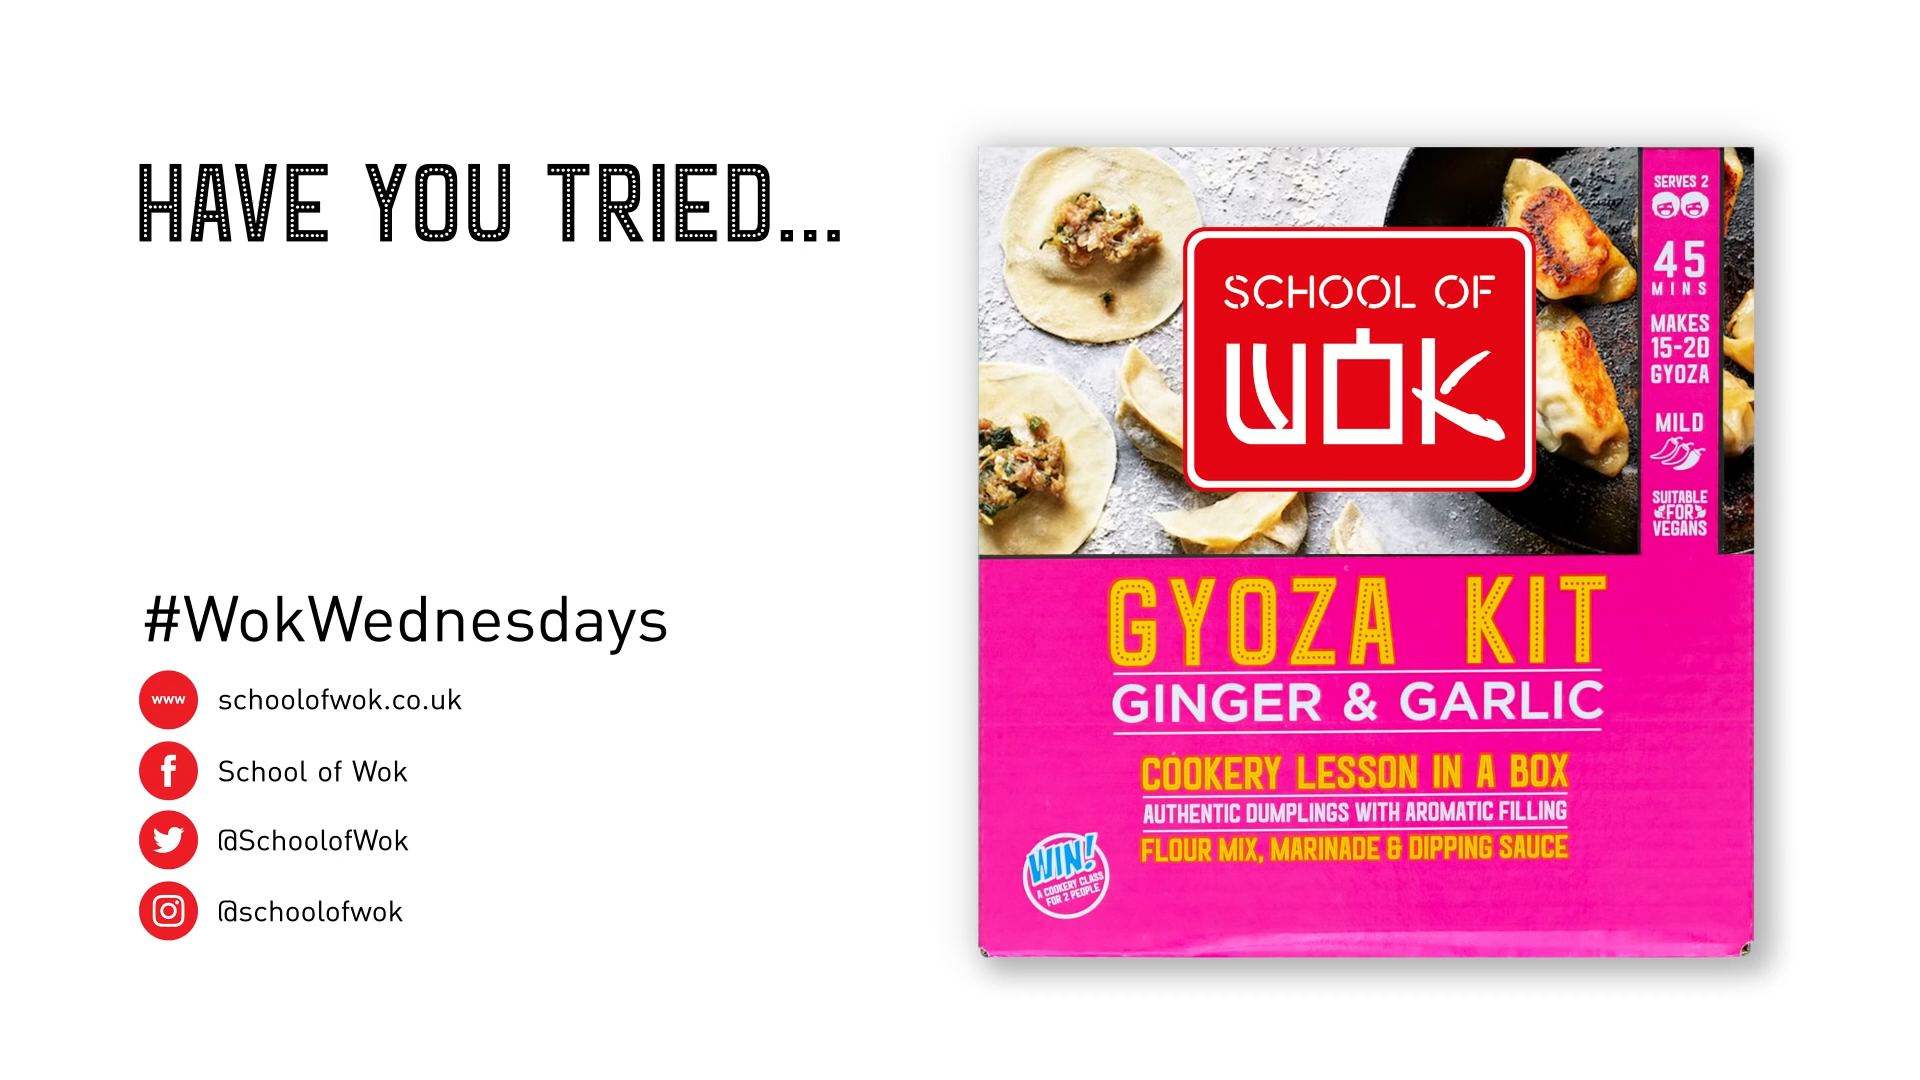 HAVE YOU TRIED...
#WokWednesdays
www schoolofwok.co.uk
School of Wok
@SchoolofWok
@schoolofwok
SCHOOL OF
WOK
SERVES 2
45
MINS
MAKES
15-20
GYOZA
MILD
SUITABLE
FOR
VEGANS
GYOZA KIT
GINGER & GARLIC
COOKERY LESSON IN A BOX
AUTHENTIC DUMPLINGS WITH AROMATIC FILLING
FLOUR MIX, MARINADE & DIPPING SAUCE
WIN!
A COOKERY CLASS
FOR 2 PEOPLE